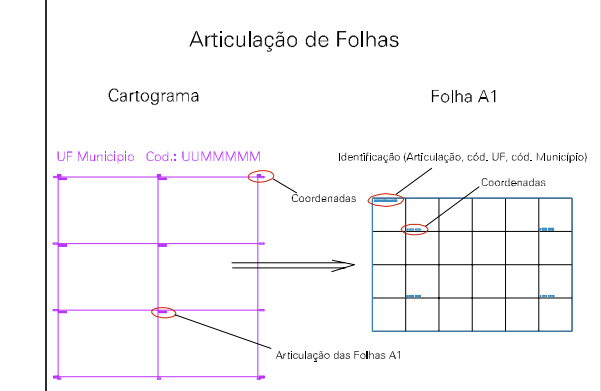 Articulação de Folhas
Cartograma
Folha A1
UF Municipio Cod.: UUMMMMM
Identificação (Articulação, cód. UF, cód. Município)
Coordenadas
Coordenadas
Articulação das Folhas A1